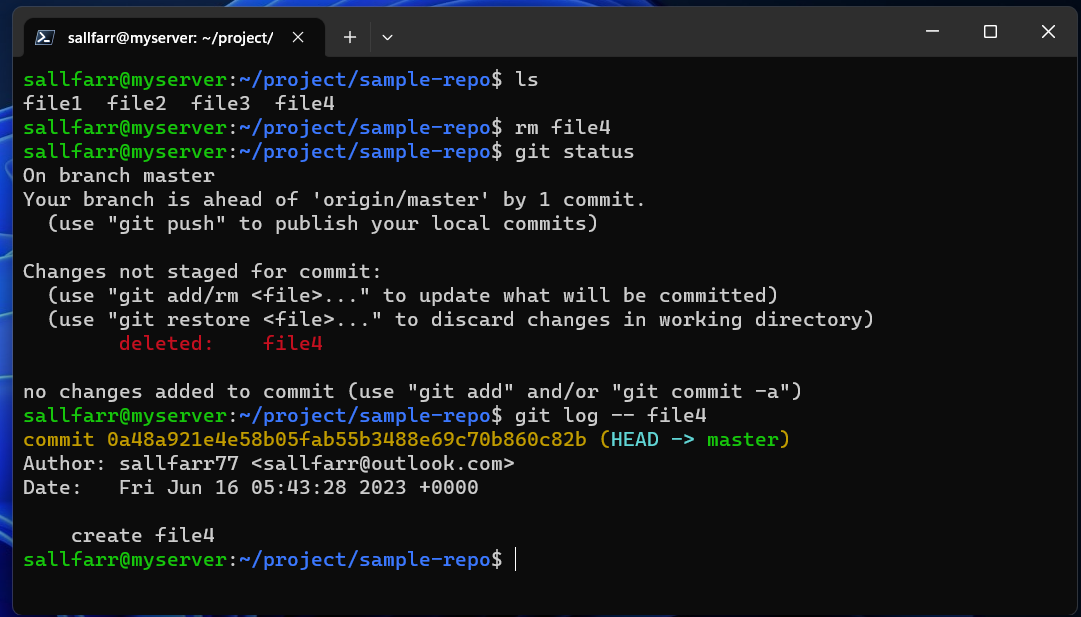 sallfarr@myserver: ~/project/
sallfarr@myserver:~/project/sample-repo$ ls
file1  file2  file3  file4
sallfarr@myserver:~/project/sample-repo$ rm file4
sallfarr@myserver:~/project/sample-repo$ git status
On branch master
Your branch is ahead of 'origin/master' by 1 commit.
  (use "git push" to publish your local commits)

Changes not staged for commit:
  (use "git add/rm <file>..." to update what will be committed)
  (use "git restore <file>..." to discard changes in working directory)
        deleted:    file4

no changes added to commit (use "git add" and/or "git commit -a")
sallfarr@myserver:~/project/sample-repo$ git log -- file4
commit 0a48a921e4e58b05fab55b3488e69c70b860c82b (HEAD -> master)
Author: sallfarr77 <sallfarr@outlook.com>
Date:   Fri Jun 16 05:43:28 2023 +0000

    create file4
sallfarr@myserver:~/project/sample-repo$